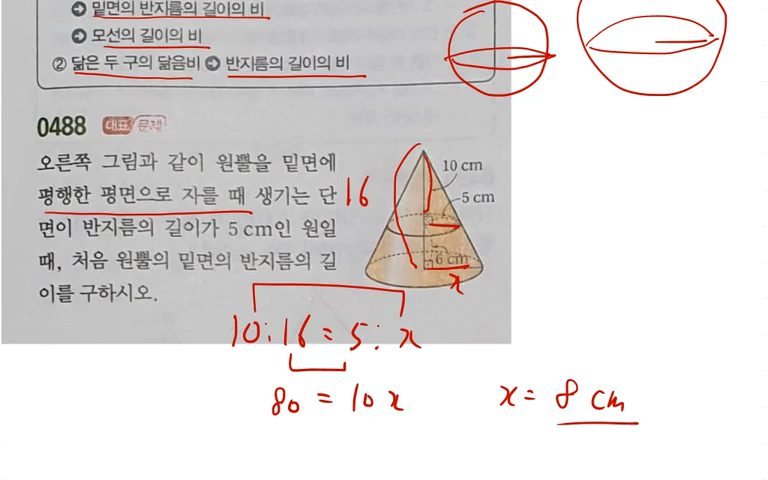 ➔ 밑면의 반지름의 길이의 비
➔ 모선의 길이의 비
② 닮은 두 구의 닮음비 ➔ 반지름의 길이의 비
0488 대표 문제
오른쪽 그림과 같이 원뿔을 밑면에
평행한 평면으로 자를 때 생기는 단
면이 반지름의 길이가 5 cm인 원일
때, 처음 원뿔의 밑면의 반지름의 길
이를 구하시오.
16
10 cm
5 cm
6 cm
x
10 : 16 = 5 : x
80 = 10x
x = 8 cm